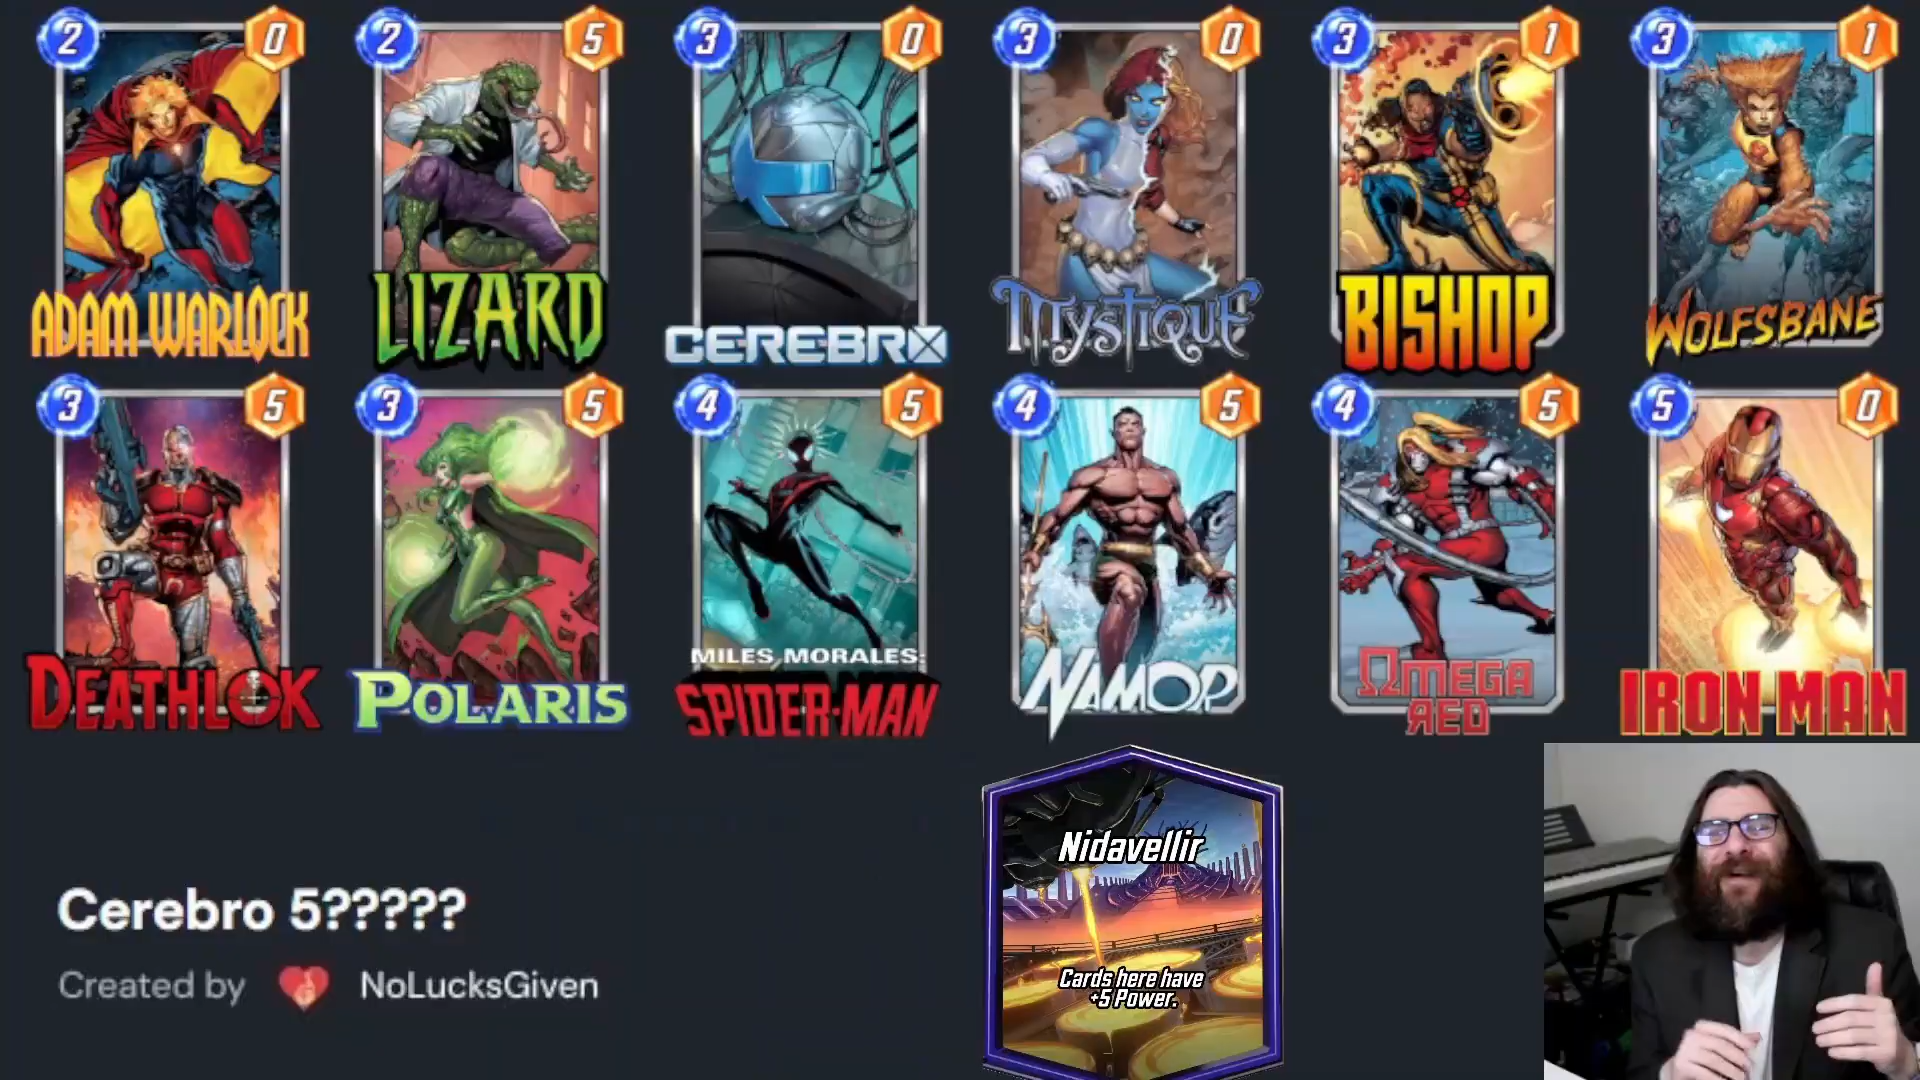 2 0 2 5 3 0 3 0 3 1 3 1
ADAM WARLOCK LIZARD CEREBRO MYSTIQUE BISHOP WOLFSBANE
3 5 3 5 4 5 4 5 4 5 5 0
DEATHLOK POLARIS MILES MORALES: SPIDER-MAN NAMOR OMEGA RED IRON MAN
Nidavellir
Cards here have
+5 Power.
Cerebro 5?????
Created by NoLucksGiven